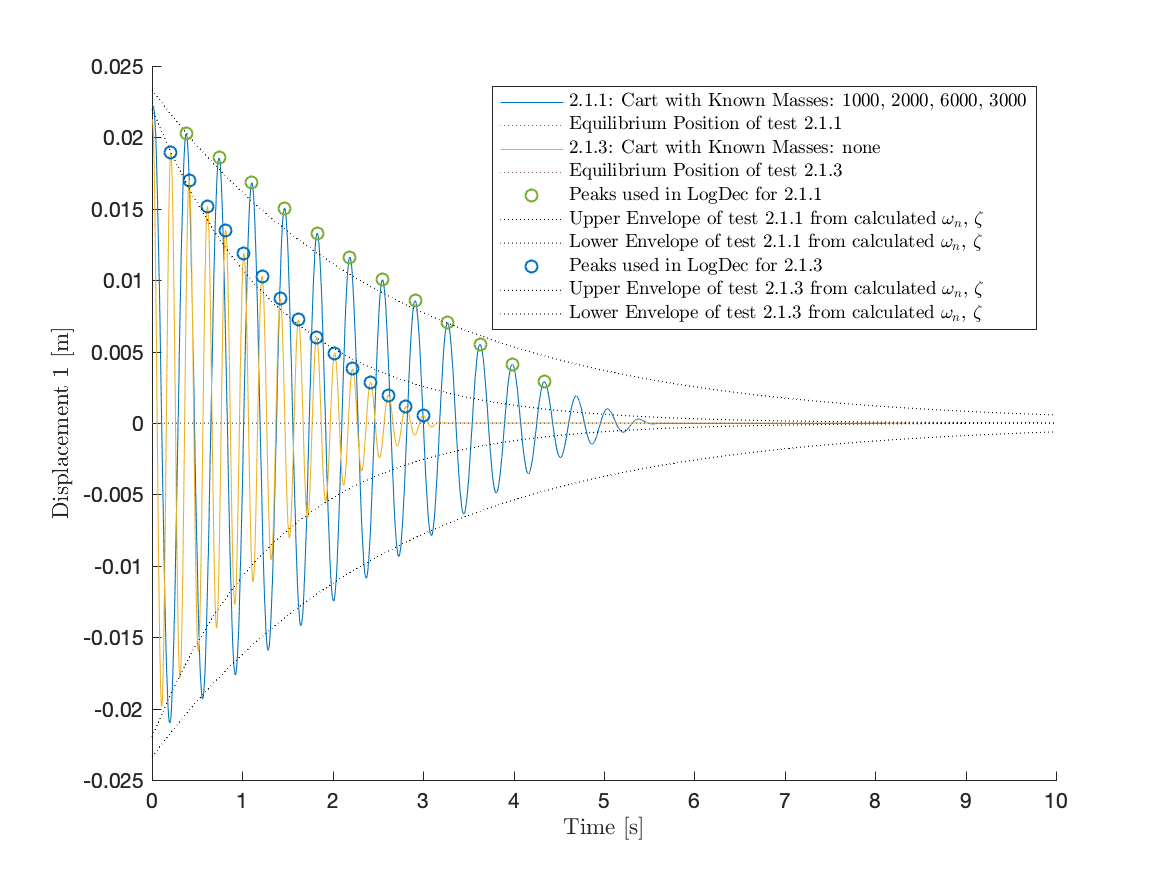 0.025
0.02
0.015
0.01
0.005
0
-0.005
-0.01
-0.015
-0.02
-0.025
Displacement 1 [m]
2.1.1: Cart with Known Masses: 1000, 2000, 6000, 3000
Equilibrium Position of test 2.1.1
2.1.3: Cart with Known Masses: none
Equilibrium Position of test 2.1.3
Peaks used in LogDec for 2.1.1
Upper Envelope of test 2.1.1 from calculated ωn, ζ
Lower Envelope of test 2.1.1 from calculated ωn, ζ
Peaks used in LogDec for 2.1.3
Upper Envelope of test 2.1.3 from calculated ωn, ζ
Lower Envelope of test 2.1.3 from calculated ωn, ζ
0 1 2 3 4 5 6 7 8 9 10
Time [s]